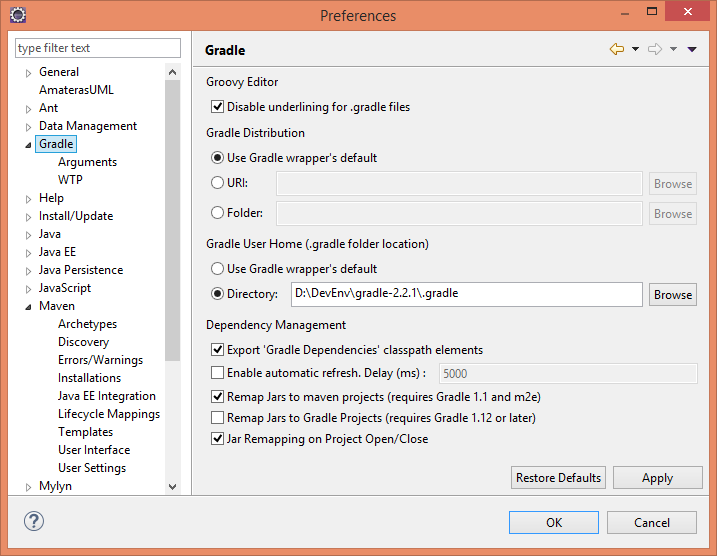 Preferences
type filter text
General
AmaterasUML
Ant
Data Management
Gradle
Arguments
WTP
Help
Install/Update
Java
Java EE
Java Persistence
JavaScript
Maven
Archetypes
Discovery
Errors/Warnings
Installations
Java EE Integration
Lifecycle Mappings
Templates
User Interface
User Settings
Mylyn
Gradle
Groovy Editor
Disable underlining for .gradle files
Gradle Distribution
Use Gradle wrapper's default
URI: Browse
Folder: Browse
Gradle User Home (.gradle folder location)
Use Gradle wrapper's default
Directory: D:\DevEnv\gradle-2.2.1\.gradle Browse
Dependency Management
Export 'Gradle Dependencies' classpath elements
Enable automatic refresh. Delay (ms) : 5000
Remap Jars to maven projects (requires Gradle 1.1 and m2e)
Remap Jars to Gradle Projects (requires Gradle 1.12 or later)
Jar Remapping on Project Open/Close
Restore Defaults Apply
? OK Cancel